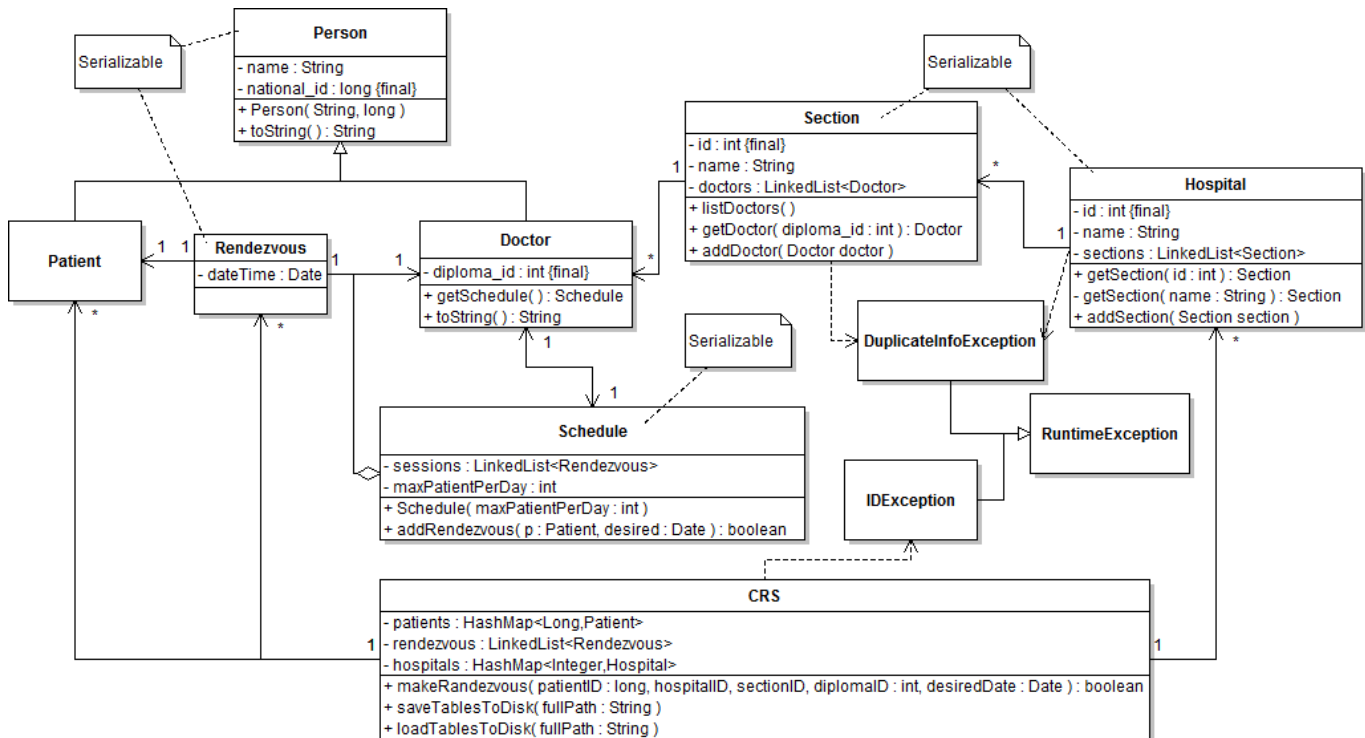 Person
- name : String
- national_id : long {final}
+ Person( String, long )
+ toString( ) : String
Serializable
Serializable
Section
- id : int {final}
- name : String
- doctors : LinkedList<Doctor>
+ listDoctors( )
+ getDoctor( diploma_id : int ) : Doctor
+ addDoctor( Doctor doctor )
1
*
*
1
Hospital
- id : int {final}
- name : String
- sections : LinkedList<Section>
+ getSection( id : int ) : Section
- getSection( name : String ) : Section
+ addSection( Section section )
*
Patient
*
1
1
Rendezvous
- dateTime : Date
*
1
1
Doctor
- diploma_id : int {final}
+ getSchedule( ) : Schedule
+ toString( ) : String
1
1
Serializable
DuplicateInfoException
RuntimeException
IDException
Schedule
- sessions : LinkedList<Rendezvous>
- maxPatientPerDay : int
+ Schedule( maxPatientPerDay : int )
+ addRendezvous( p : Patient, desired : Date ) : boolean
1
1
CRS
- patients : HashMap<Long,Patient>
- rendezvous : LinkedList<Rendezvous>
- hospitals : HashMap<Integer,Hospital>
+ makeRandezvous( patientID : long, hospitalID, sectionID, diplomaID : int, desiredDate : Date ) : boolean
+ saveTablesToDisk( fullPath : String )
+ loadTablesToDisk( fullPath : String )